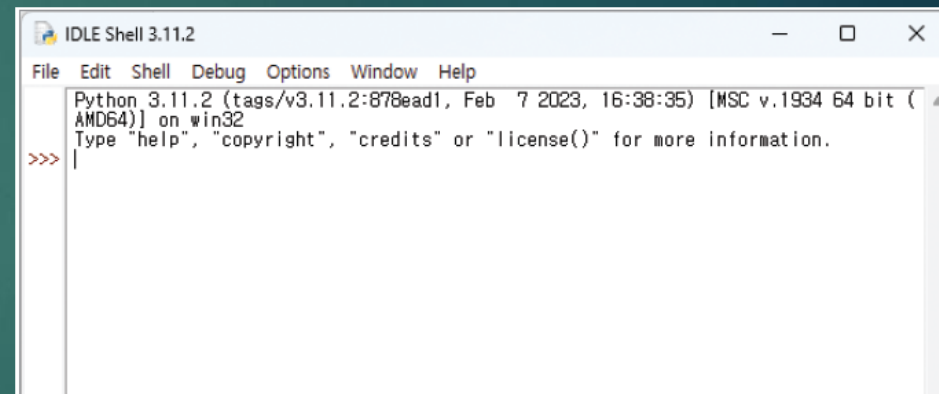 IDLE Shell 3.11.2
File Edit Shell Debug Options Window Help
Python 3.11.2 (tags/v3.11.2:878ead1, Feb  7 2023, 16:38:35) [MSC v.1934 64 bit (
AMD64)] on win32
Type "help", "copyright", "credits" or "license()" for more information.
>>>